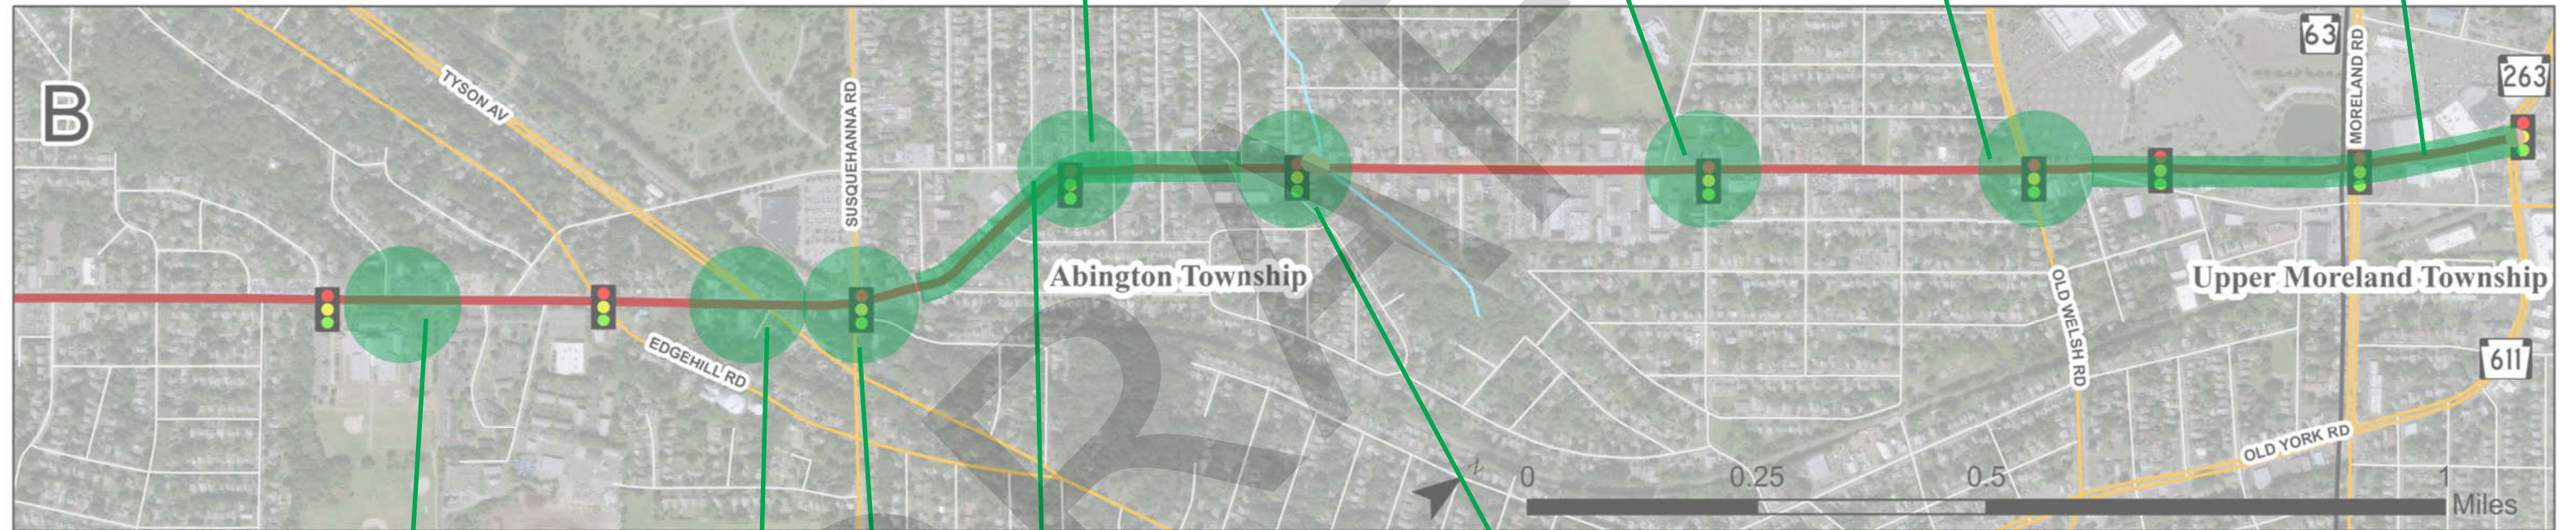 B
TYSON AV
SUSQUEHANNA RD
63
MORELAND RD
263
Abington Township
Upper Moreland Township
EDGEHILL RD
OLD WELSH RD
611
OLD YORK RD
N
0 0.25 0.5 1
Miles